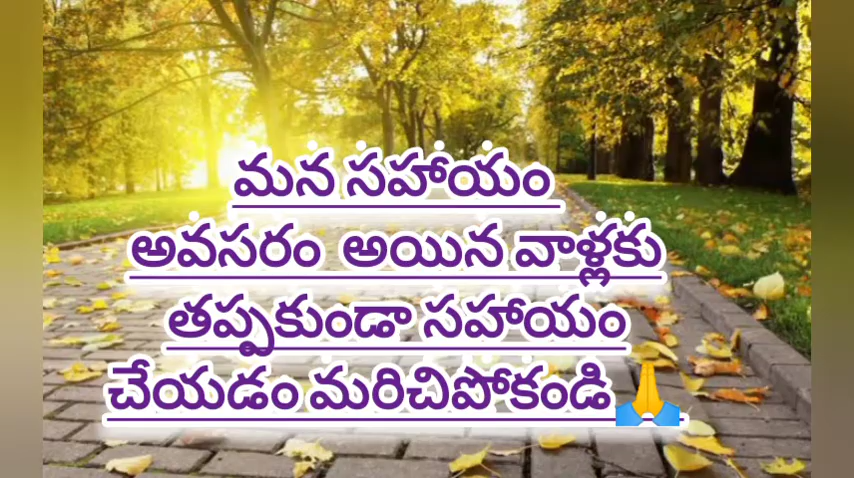 మన సహాయం
అవసరం అయిన వాళ్లకు
తప్పకుండా సహాయం
చేయడం మరిచిపోకండి🙏